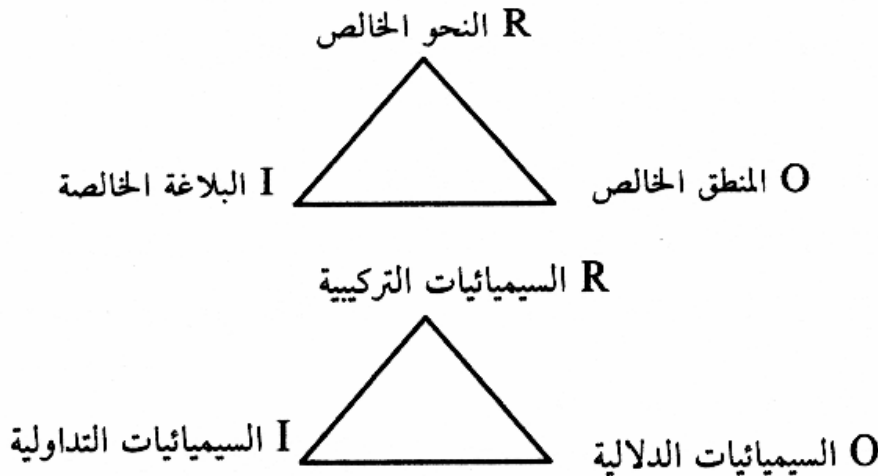 R النحو الخالص
O المنطق الخالص
I البلاغة الخالصة
R السيميائيات التركيبية
O السيميائيات الدلالية
I السيميائيات التداولية